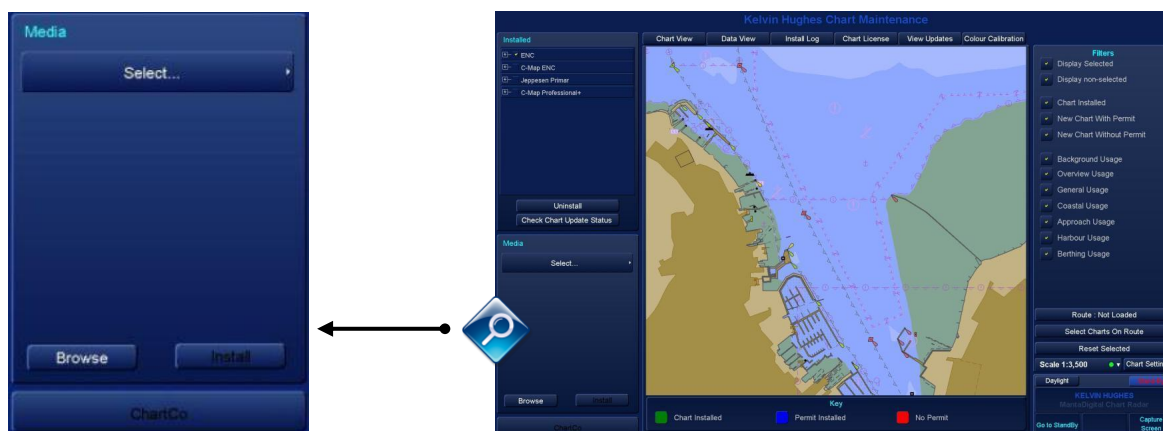 Media
Select...
Browse
Install
ChartCo
Kelvin Hughes Chart Maintenance
Installed
ENC
C-Map ENC
Jeppesen Primar
C-Map Professional+
Uninstall
Check Chart Update Status
Media
Select...
Browse
Install
ChartCo
Chart View
Data View
Install Log
Chart License
View Updates
Colour Calibration
Key
Chart Installed
Permit Installed
No Permit
Filters
Display Selected
Display non-selected
Chart Installed
New Chart With Permit
New Chart Without Permit
Background Usage
Overview Usage
General Usage
Coastal Usage
Approach Usage
Harbour Usage
Berthing Usage
Route : Not Loaded
Select Charts On Route
Reset Selected
Scale 1:3,500
Chart Settin
Daylight
KELVIN HUGHES
MantaDigital Chart Radar
Go to StandBy
Capture
Screen